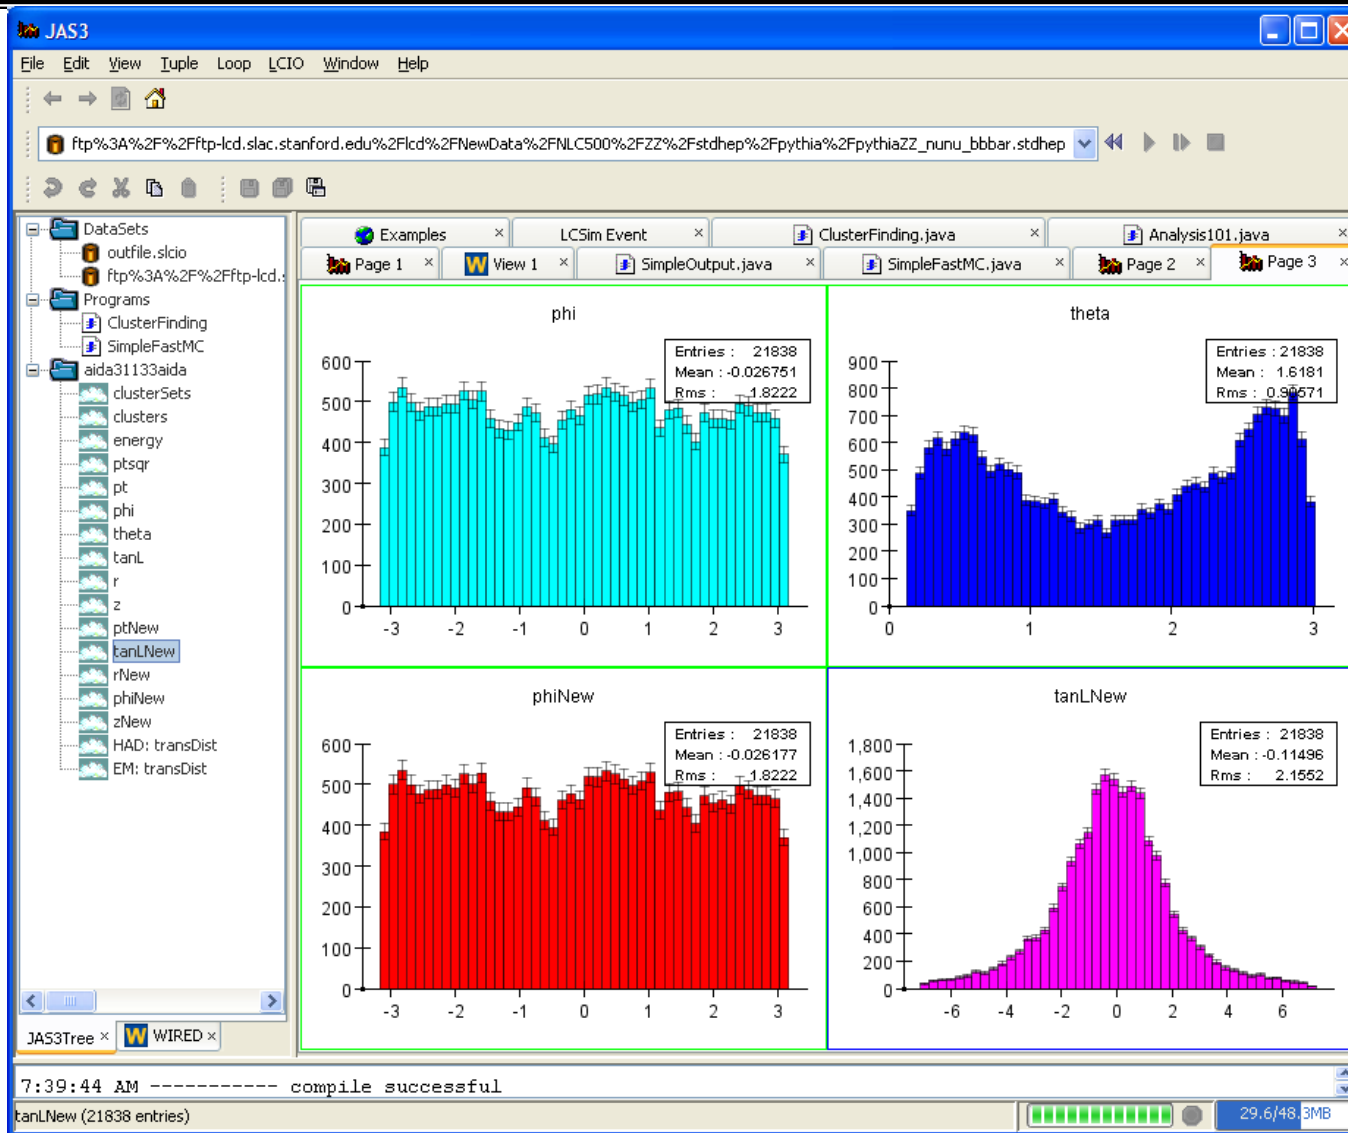 JAS3
File Edit View Tuple Loop LCIO Window Help
ftp%3A%2F%2Fftp-lcd.slac.stanford.edu%2Flcd%2FNewData%2FNLC500%2FZZ%2Fstdhep%2Fpythia%2FpythiaZZ_nunu_bbbar.stdhep
DataSets
outfile.slcio
ftp%3A%2F%2Fftp-lcd.s
Programs
ClusterFinding
SimpleFastMC
aida31133aida
clusterSets
clusters
energy
ptsqr
pt
phi
theta
tanL
r
z
ptNew
tanLNew
rNew
phiNew
zNew
HAD: transDist
EM: transDist
JAS3Tree × W WIRED ×
Examples × LCSim Event × ClusterFinding.java × Analysis101.java ×
Page 1 × W View 1 × SimpleOutput.java × SimpleFastMC.java × Page 2 × Page 3 ×
phi
Entries : 21838
Mean : -0.026751
Rms : 1.8222
600
500
400
300
200
100
0
-3 -2 -1 0 1 2 3
theta
Entries : 21838
Mean : 1.6181
Rms : 0.90571
900
800
700
600
500
400
300
200
100
0
0 1 2 3
phiNew
Entries : 21838
Mean : -0.026177
Rms : 1.8222
600
500
400
300
200
100
0
-3 -2 -1 0 1 2 3
tanLNew
Entries : 21838
Mean : -0.11496
Rms : 2.1552
1,800
1,600
1,400
1,200
1,000
800
600
400
200
0
-6 -4 -2 0 2 4 6
7:39:44 AM ----------- compile successful
tanLNew (21838 entries)
29.6/48.3MB